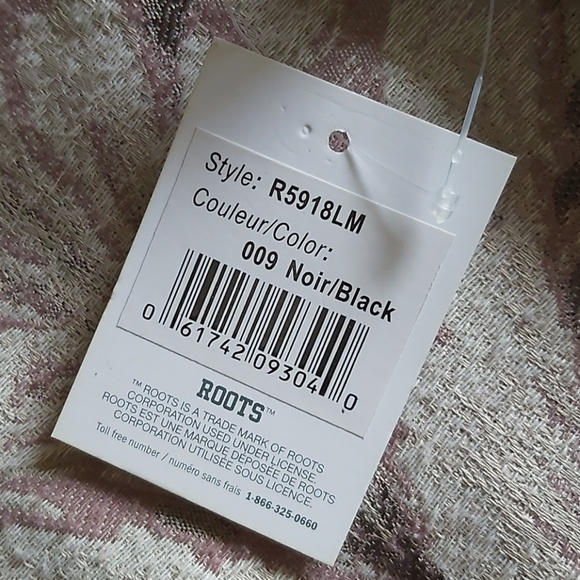 Style: R5918LM
Couleur/Color:
009 Noir/Black
0 61742 09304 0
ROOTS™
™ ROOTS IS A TRADE MARK OF ROOTS
CORPORATION USED UNDER LICENSE.
ROOTS EST UNE MARQUE DÉPOSÉE DE ROOTS
CORPORATION UTILISÉE SOUS LICENCE.
Toll free number / numéro sans frais 1-866-325-0660